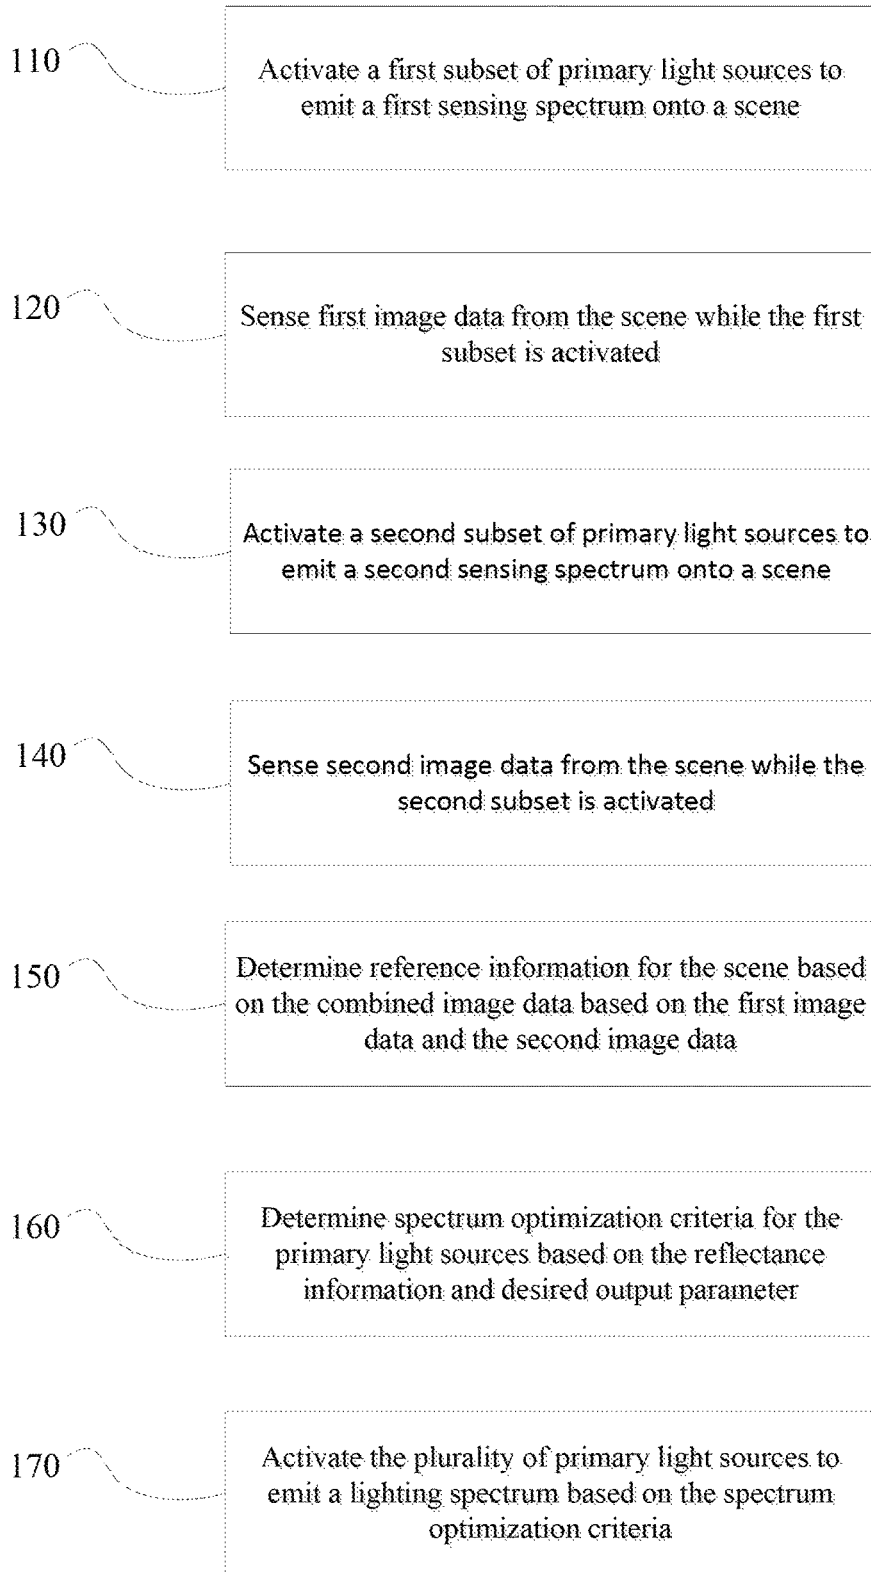 110
Activate a first subset of primary light sources to
emit a first sensing spectrum onto a scene
120
Sense first image data from the scene while the first
subset is activated
130
Activate a second subset of primary light sources to
emit a second sensing spectrum onto a scene
140
Sense second image data from the scene while the
second subset is activated
150
Determine reference information for the scene based
on the combined image data based on the first image
data and the second image data
160
Determine spectrum optimization criteria for the
primary light sources based on the reflectance
information and desired output parameter
170
Activate the plurality of primary light sources to
emit a lighting spectrum based on the spectrum
optimization criteria